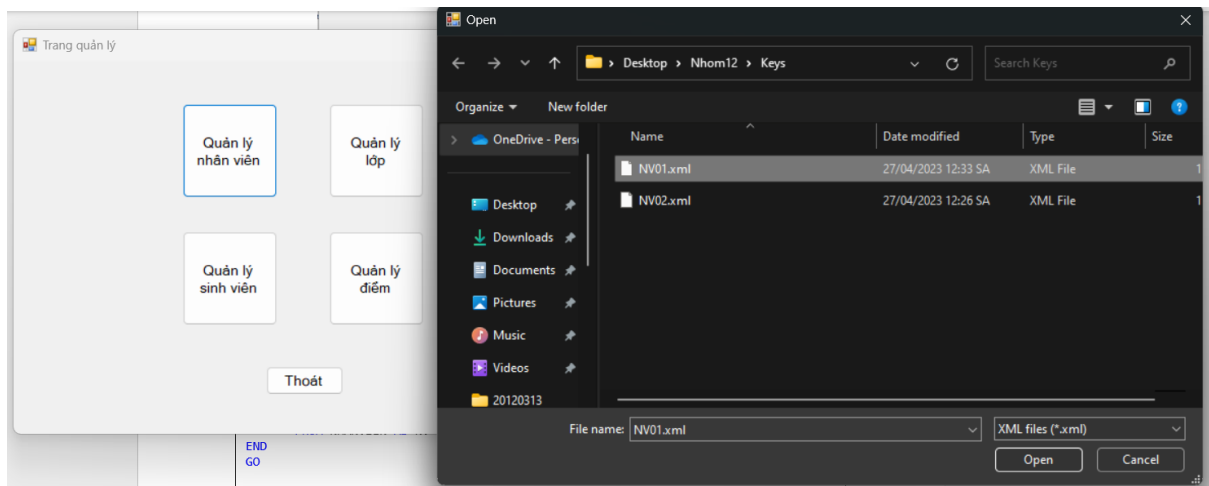 Trang quản lý
Quản lý
nhân viên
Quản lý
lớp
Quản lý
sinh viên
Quản lý
điểm
Thoát
END
GO
Open
Desktop > Nhom12 > Keys
Search Keys
Organize
New folder
OneDrive - Perso
Desktop
Downloads
Documents
Pictures
Music
Videos
20120313
Name Date modified Type Size
NV01.xml 27/04/2023 12:33 SA XML File 1
NV02.xml 27/04/2023 12:26 SA XML File 1
File name: NV01.xml
XML files (*.xml)
Open
Cancel